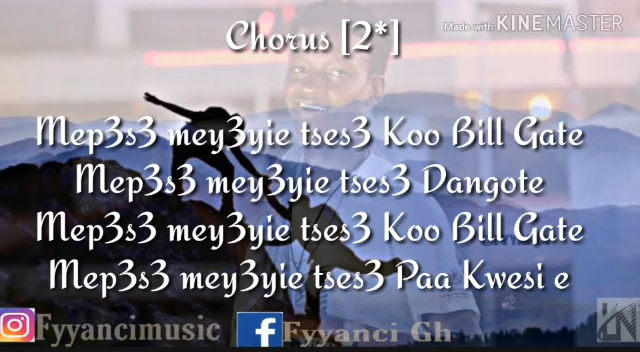 Chorus [2*]
Made with KINEMASTER
Mep3s3 mey3yie tses3 Koo Bill Gate
Mep3s3 mey3yie tses3 Dangote
Mep3s3 mey3yie tses3 Koo Bill Gate
Mep3s3 mey3yie tses3 Paa Kwesi e
Fyyancimusic
Fyyanci Gh